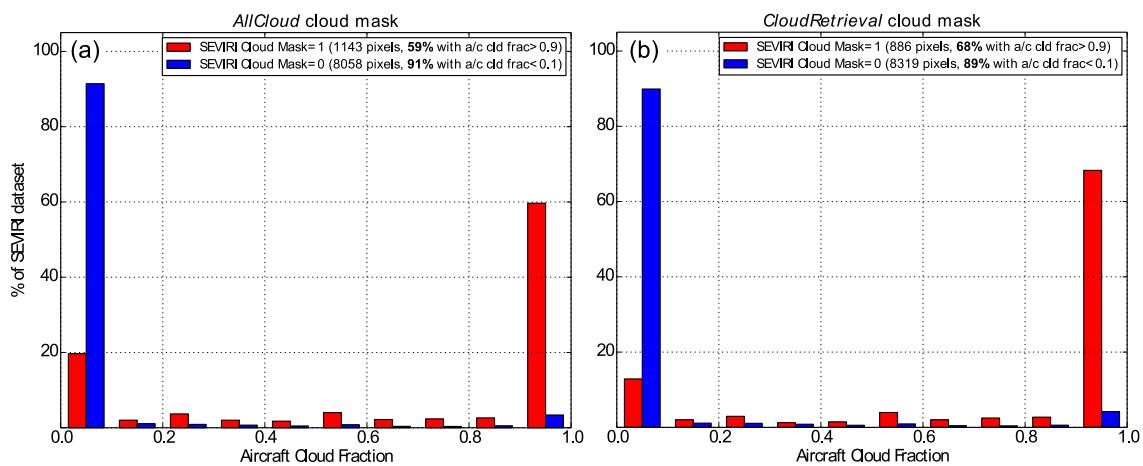 AllCloud cloud mask
(a)
SEVIRI Cloud Mask=1 (1143 pixels, 59% with a/c cld frac>0.9)
SEVIRI Cloud Mask=0 (8058 pixels, 91% with a/c cld frac<0.1)
% of SEVIRI dataset
100
80
60
40
20
0.0 0.2 0.4 0.6 0.8 1.0
Aircraft Cloud Fraction
CloudRetrieval cloud mask
(b)
SEVIRI Cloud Mask=1 (886 pixels, 68% with a/c cld frac>0.9)
SEVIRI Cloud Mask=0 (8319 pixels, 89% with a/c cld frac<0.1)
100
80
60
40
20
0.0 0.2 0.4 0.6 0.8 1.0
Aircraft Cloud Fraction